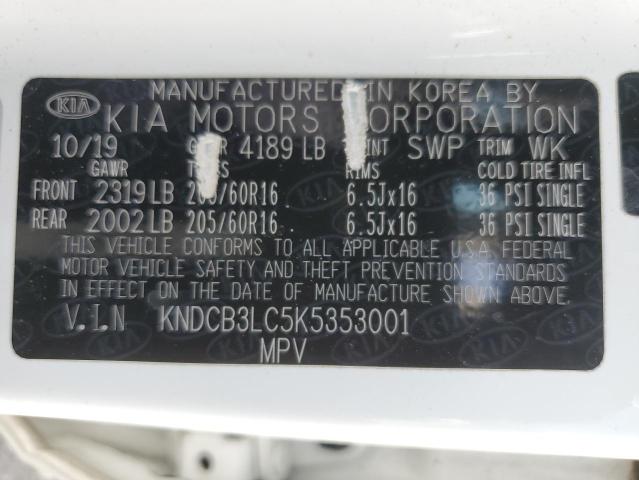 MANUFACTURED IN KOREA BY
KIA KIA MOTORS CORPORATION
10/19 4189 LB SWP TRIM WK
GAWR RIMS COLD TIRE INFL
FRONT 2319 LB 6.5Jx16 36 PSI SINGLE
REAR 2002 LB 205/60R16 6.5Jx16 36 PSI SINGLE
THIS VEHICLE CONFORMS TO ALL APPLICABLE U.S.A. FEDERAL
MOTOR VEHICLE SAFETY AND THEFT PREVENTION STANDARDS
IN EFFECT ON THE DATE OF MANUFACTURE SHOWN ABOVE.
V.I.N KNDCB3LC5K5353001
MPV